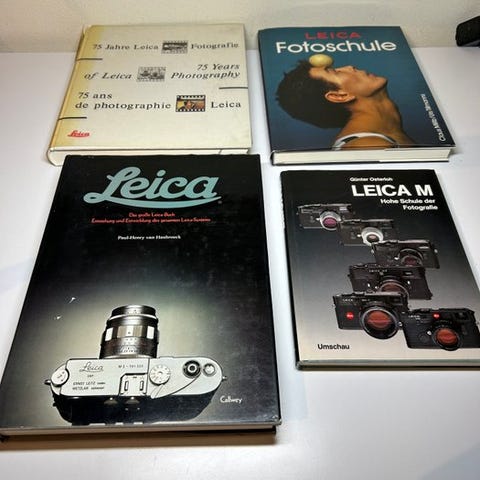 75 Jahre Leica Fotografie
75 Years
of Leica Photography
75 ans
de photographie Leica
Leica
LEICA
Fotoschule
Leica
Das große Leica-Buch
Entstehung und Entwicklung des gesamten Leica-Systems
Paul-Henry van Hasbroeck
Leica
ERNST LEITZ
WETZLAR
Callwey
Günter Osterloh
LEICA M
Hohe Schule der
Fotografie
Umschau